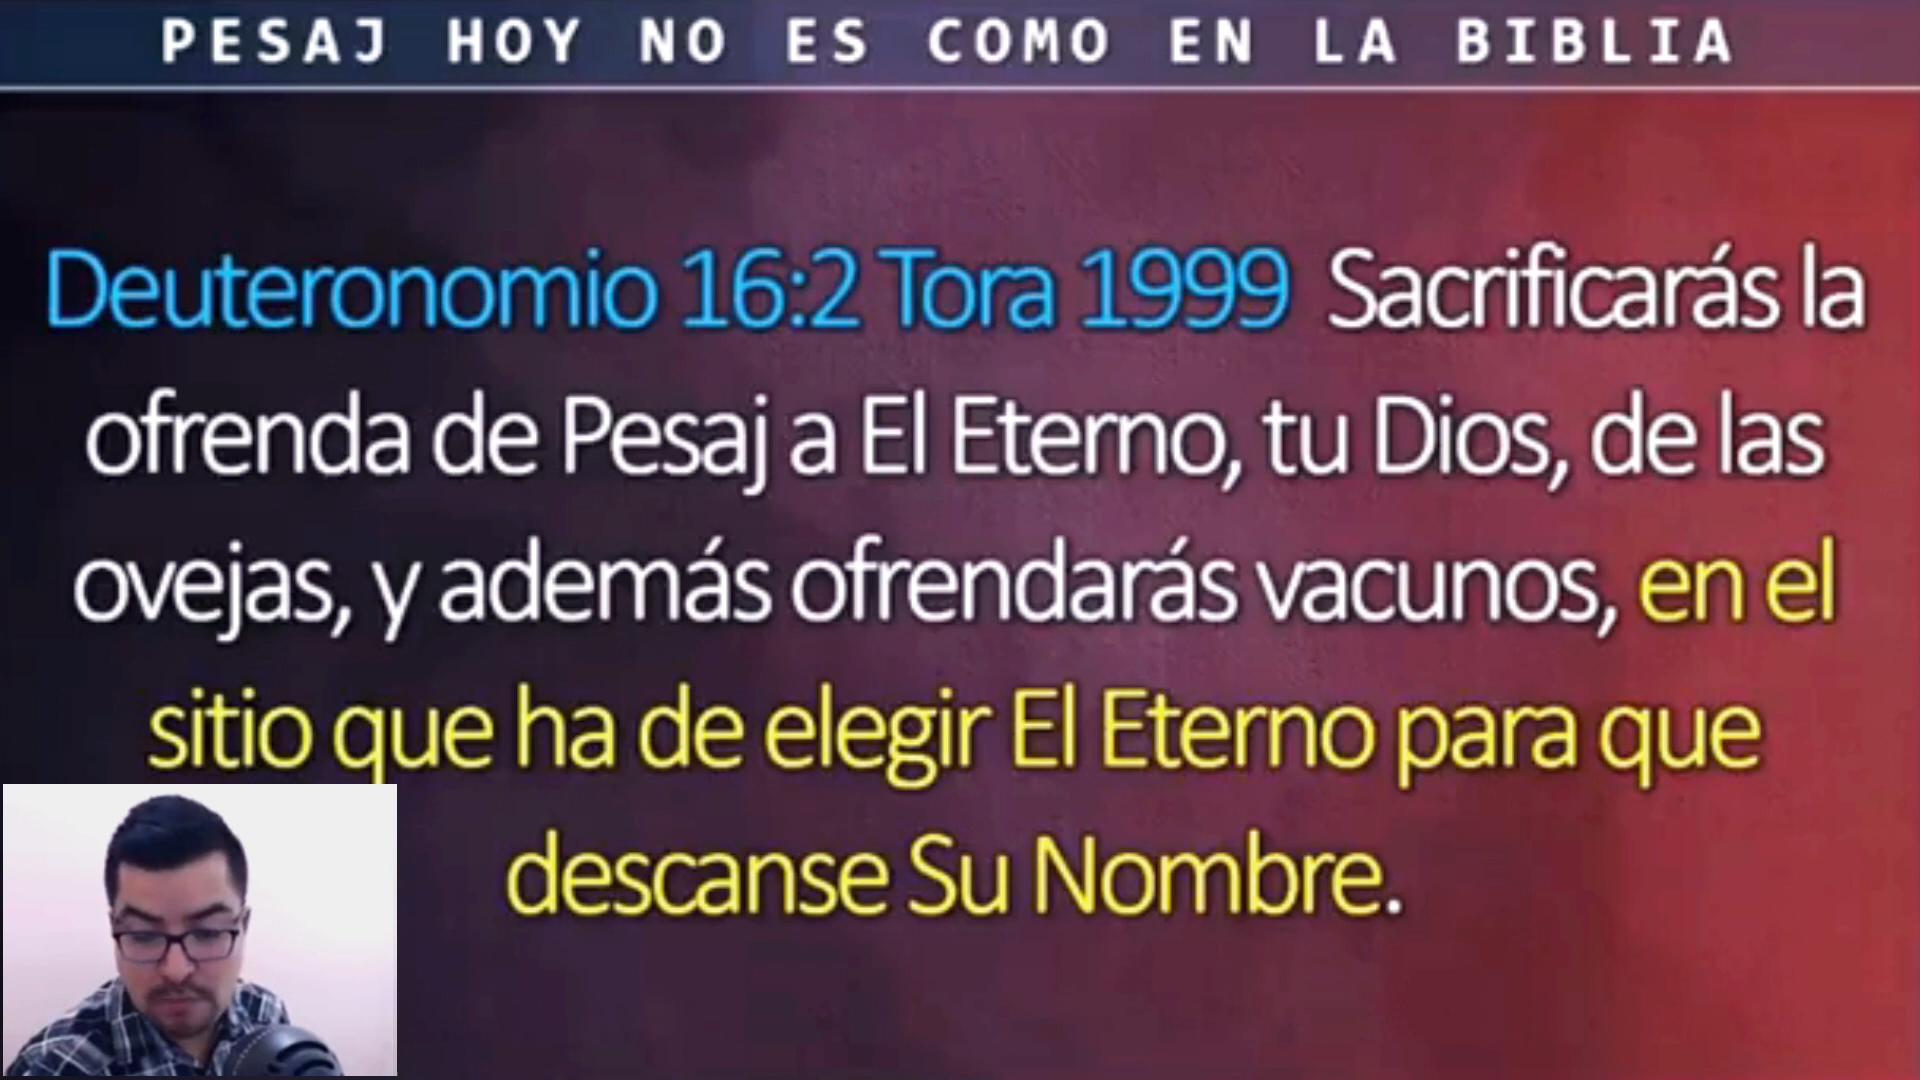 PESAJ HOY NO ES COMO EN LA BIBLIA
Deuteronomio 16:2 Tora 1999 Sacrificarás la
ofrenda de Pesaj a El Eterno, tu Dios, de las
ovejas, y además ofrendarás vacunos, en el
sitio que ha de elegir El Eterno para que
descanse Su Nombre.